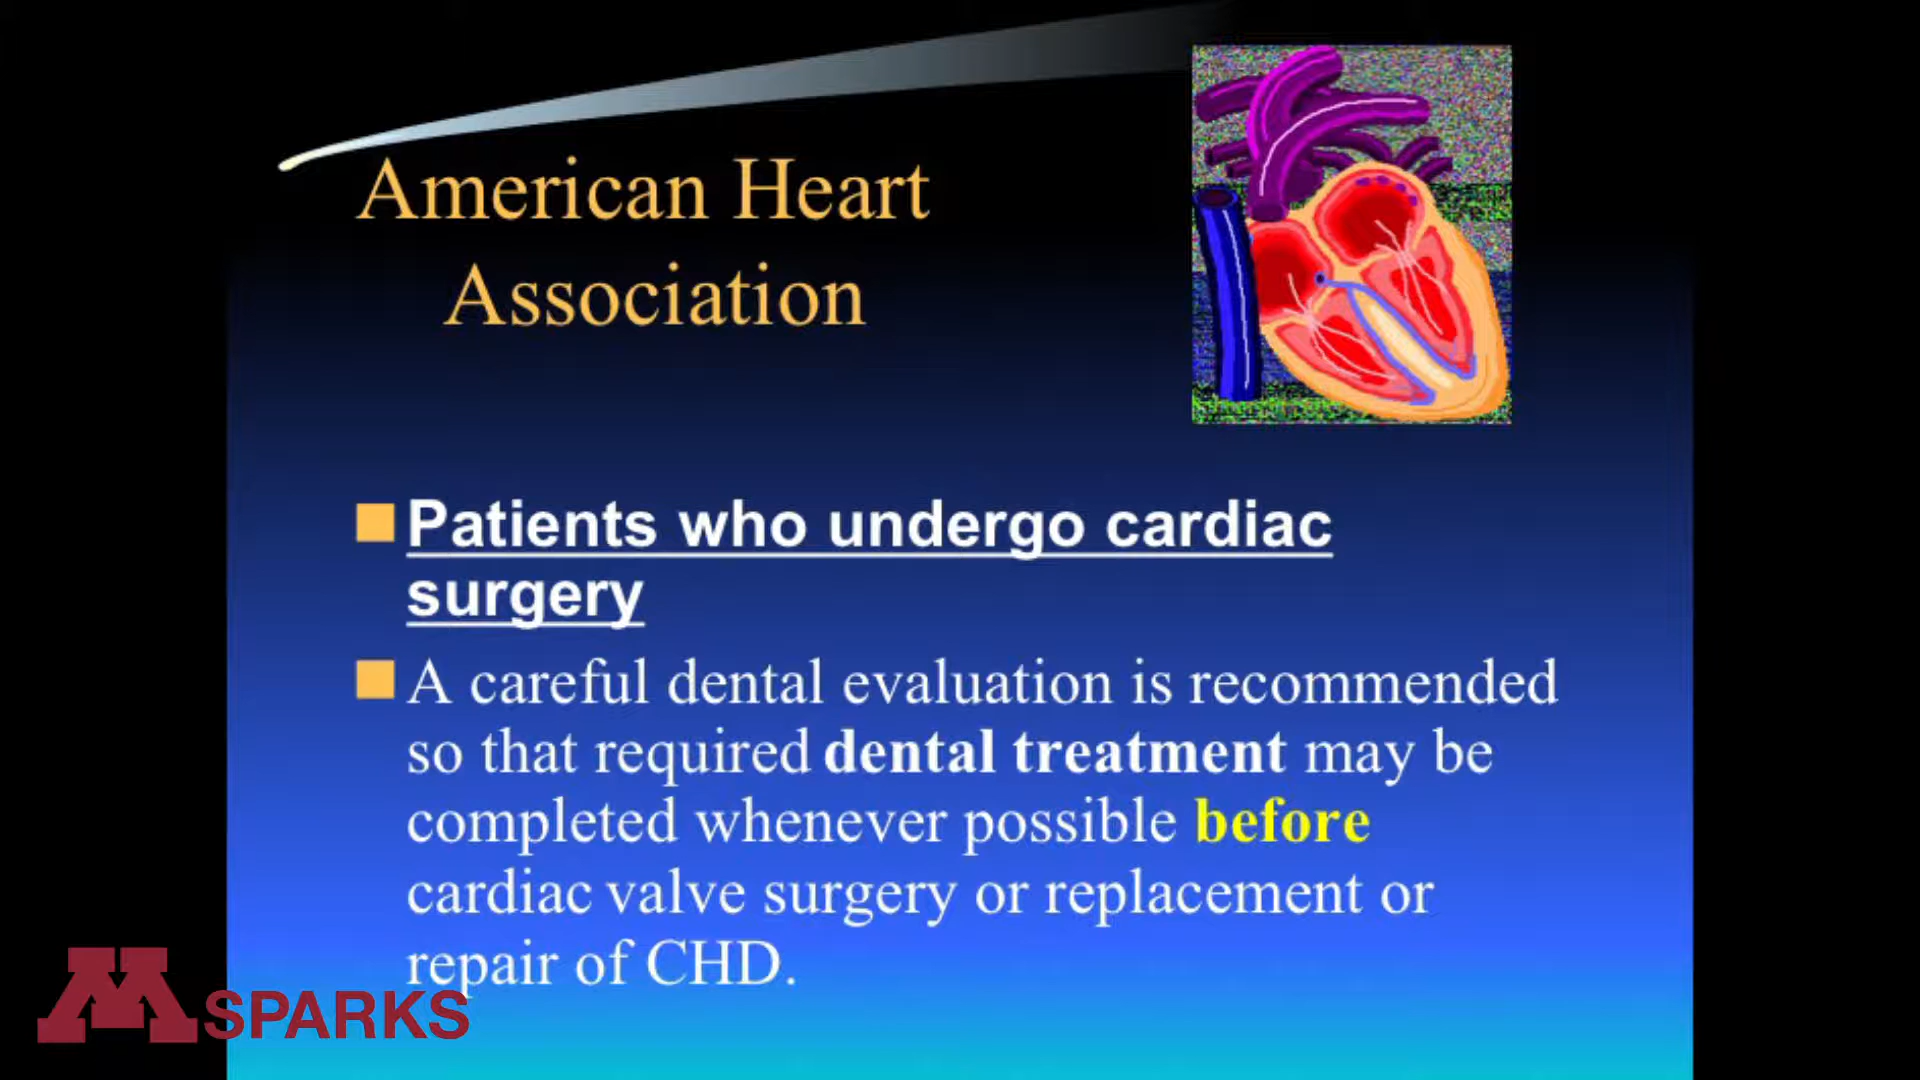 American Heart
Association
Patients who undergo cardiac
surgery
A careful dental evaluation is recommended
so that required dental treatment may be
completed whenever possible before
cardiac valve surgery or replacement or
repair of CHD.
M SPARKS